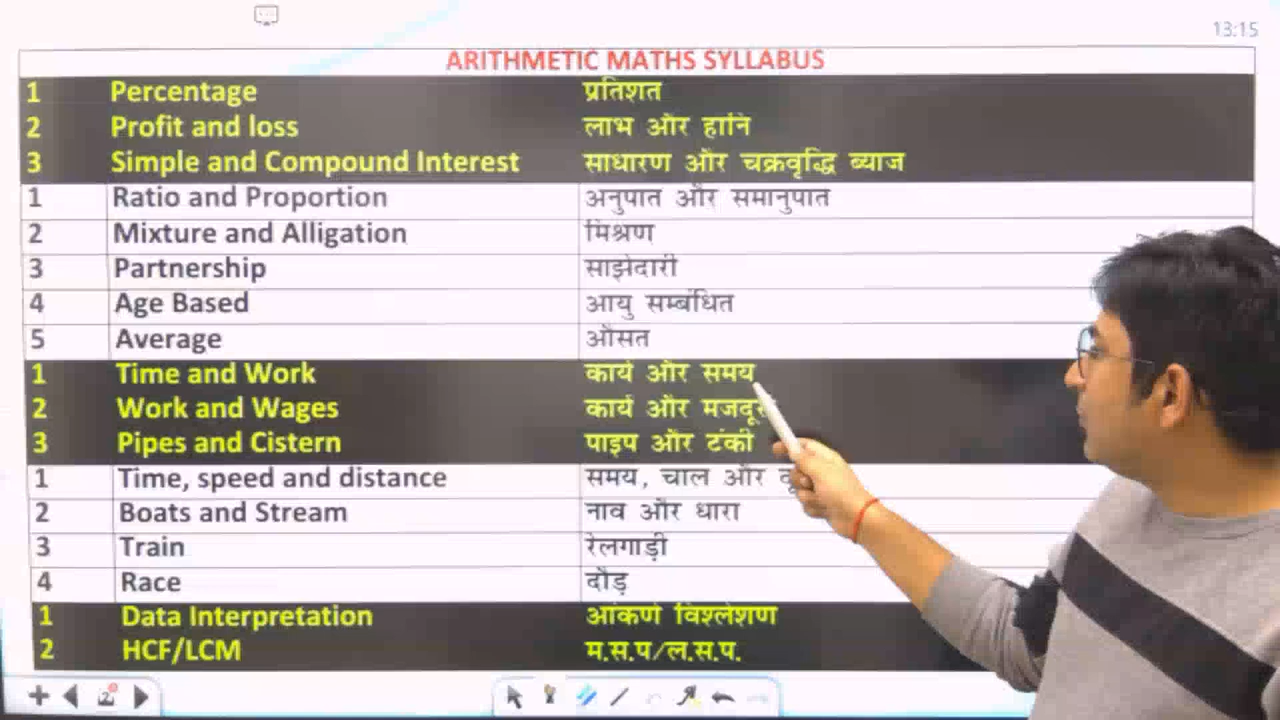 13:15
ARITHMETIC MATHS SYLLABUS
1 Percentage प्रतिशत
2 Profit and loss लाभ और हानि
3 Simple and Compound Interest साधारण और चक्रवृद्धि ब्याज
1 Ratio and Proportion अनुपात और समानुपात
2 Mixture and Alligation मिश्रण
3 Partnership साझेदारी
4 Age Based आयु सम्बंधित
5 Average औसत
1 Time and Work कार्य और समय
2 Work and Wages कार्य और
3 Pipes and Cistern पाइप और टंकी
1 Time, speed and distance समय, चाल और
2 Boats and Stream नाव और धारा
3 Train रेलगाड़ी
4 Race दौड़
1 Data Interpretation आंकणे विश्लेशण
2 HCF/LCM म.स.प/ल.स.प.